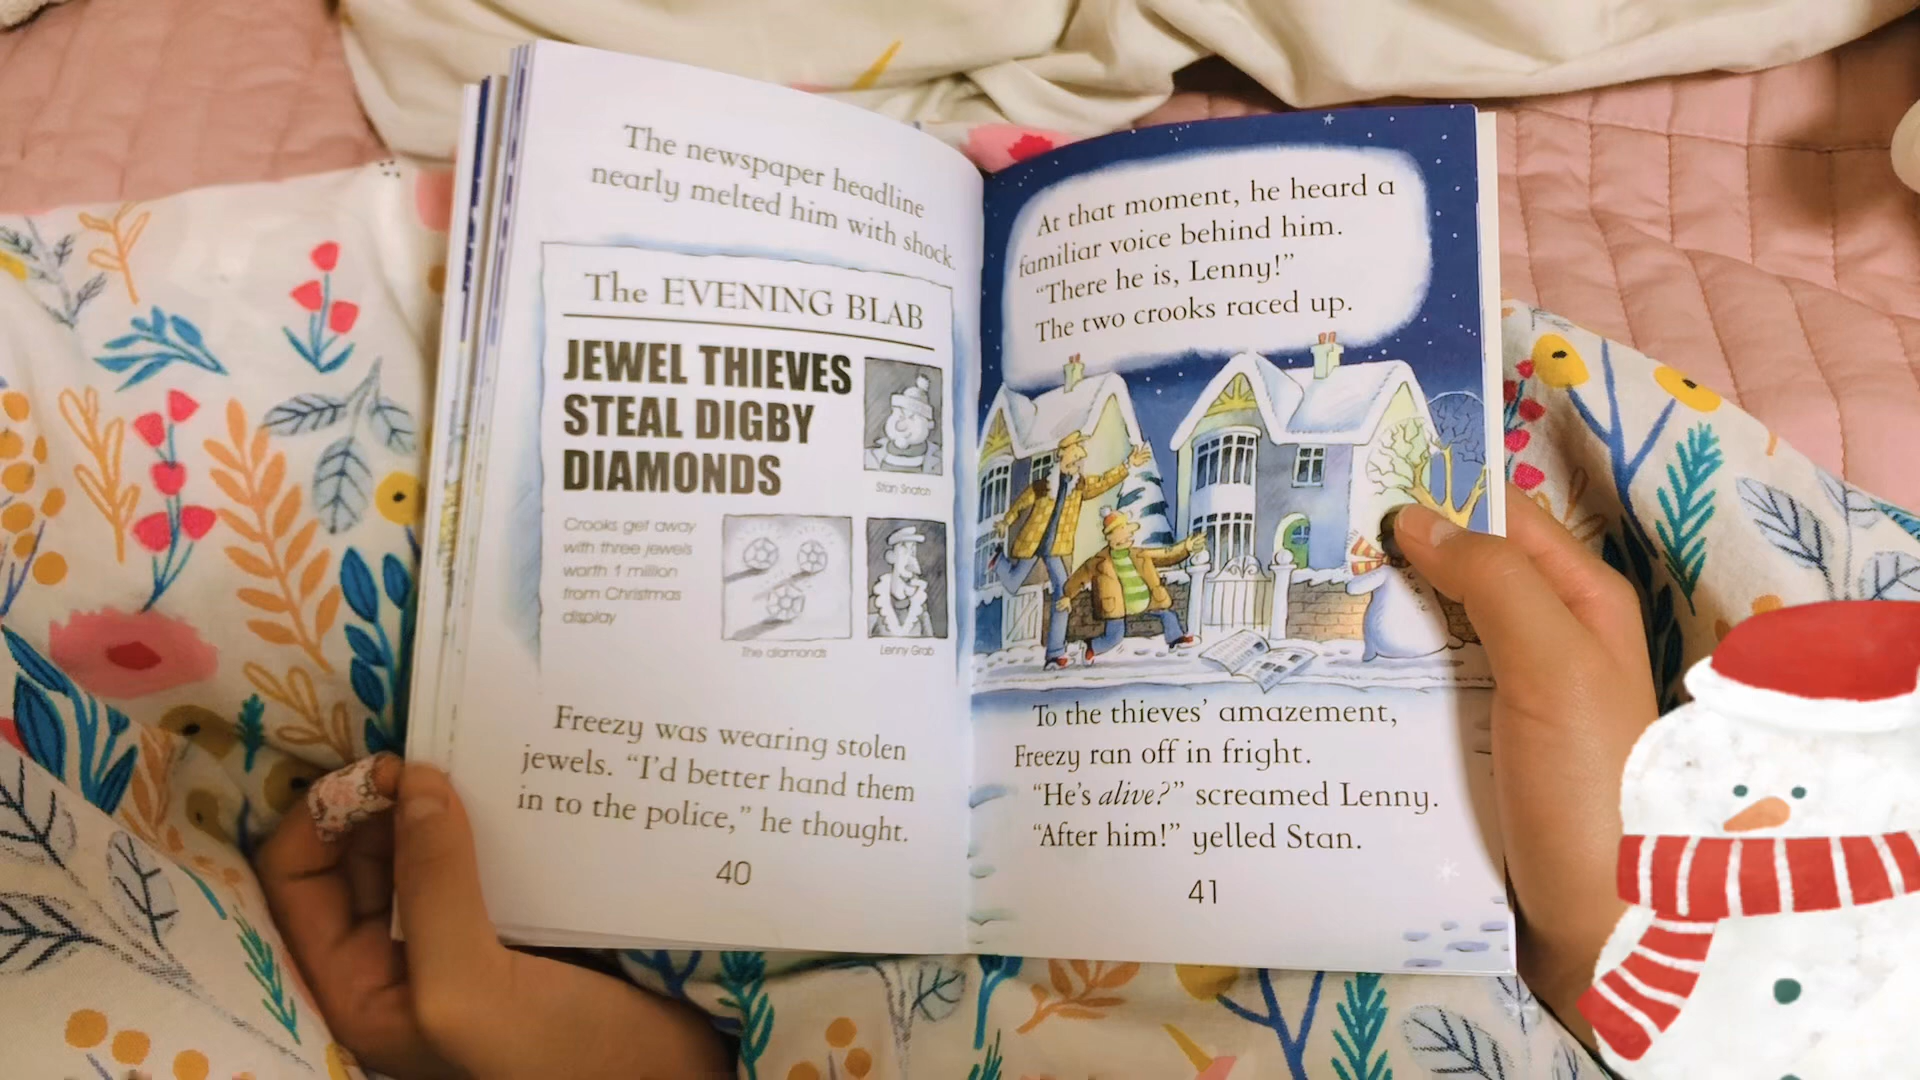 The newspaper headline
nearly melted him with shock.
The EVENING BLAB
JEWEL THIEVES
STEAL DIGBY
DIAMONDS
Stan Snatch
Crooks get away
with three jewels
worth 1 million
from Christmas
display
The diamonds
Lenny Grab
Freezy was wearing stolen
jewels. “I’d better hand them
in to the police,” he thought.
40
At that moment, he heard a
familiar voice behind him.
“There he is, Lenny!”
The two crooks raced up.
To the thieves’ amazement,
Freezy ran off in fright.
“He’s alive?” screamed Lenny.
“After him!” yelled Stan.
41